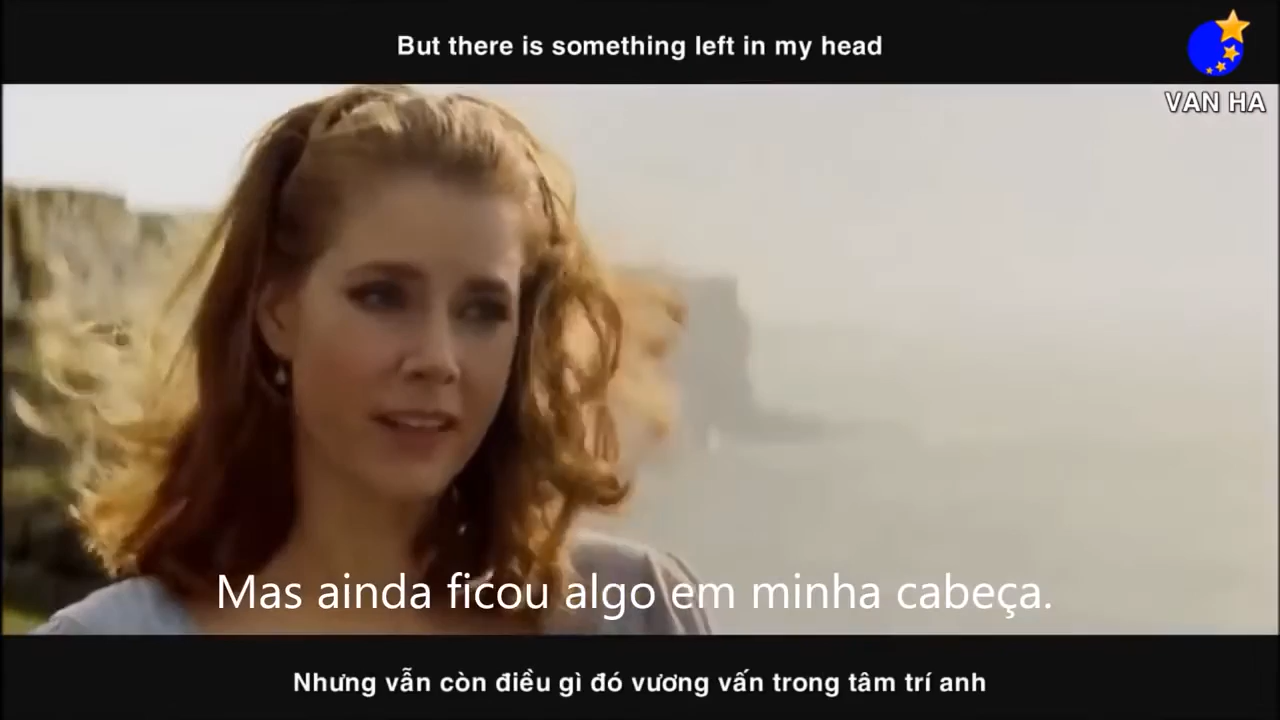 But there is something left in my head
VAN HA
Mas ainda ficou algo em minha cabeça.
Nhưng vẫn còn điều gì đó vương vấn trong tâm trí anh